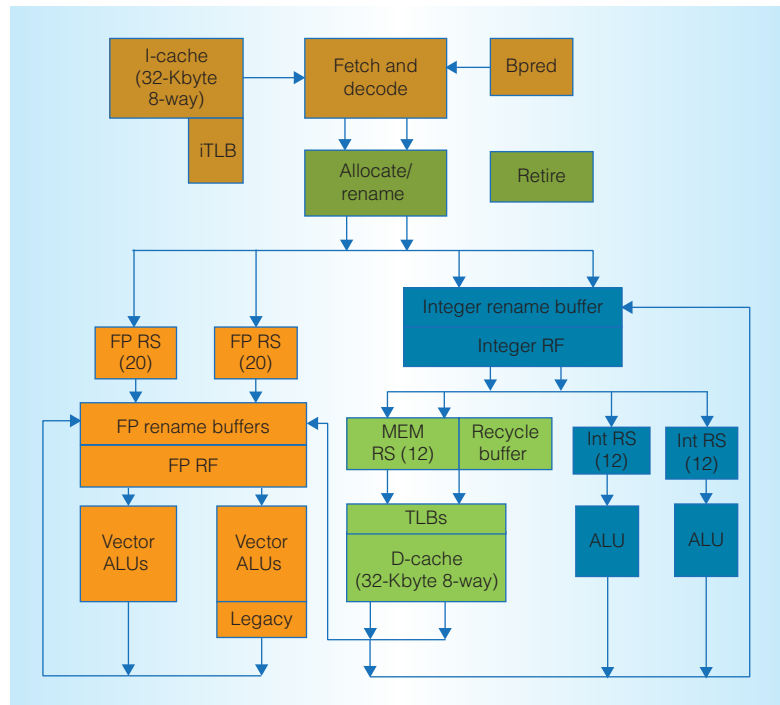 I-cache
(32-Kbyte
8-way)
iTLB
Fetch and
decode
Bpred
Allocate/
rename
Retire
Integer rename buffer
Integer RF
FP RS
(20)
FP RS
(20)
FP rename buffers
FP RF
MEM
RS (12)
Recycle
buffer
Int RS
(12)
Int RS
(12)
Vector
ALUs
Vector
ALUs
Legacy
TLBs
D-cache
(32-Kbyte 8-way)
ALU
ALU